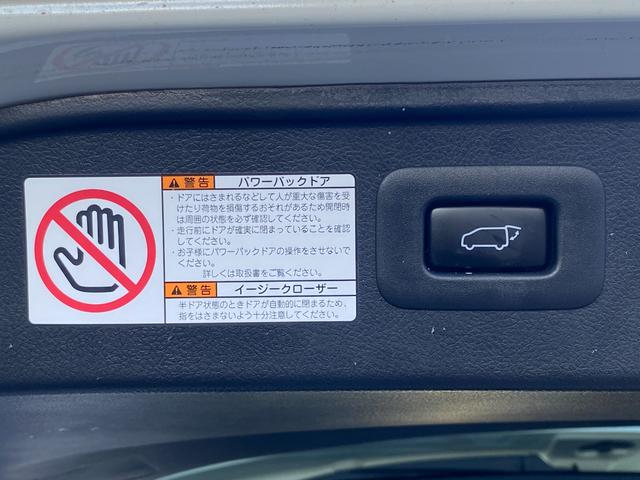 警告 パワーバックドア
・ドアにはさまれるなどして人が重大な傷害を受
けたり荷物を損傷するおそれがあるため開閉時
は周囲の状態を必ず確認してください。
・走行前にドアが確実に閉まっていることを確認
してください。
・お子様にパワーバックドアの操作をさせないで
ください。
詳しくは取扱書をご覧ください。
警告 イージークローザー
半ドア状態のときドアが自動的に閉まるため、
指をはさまないよう十分注意してください。